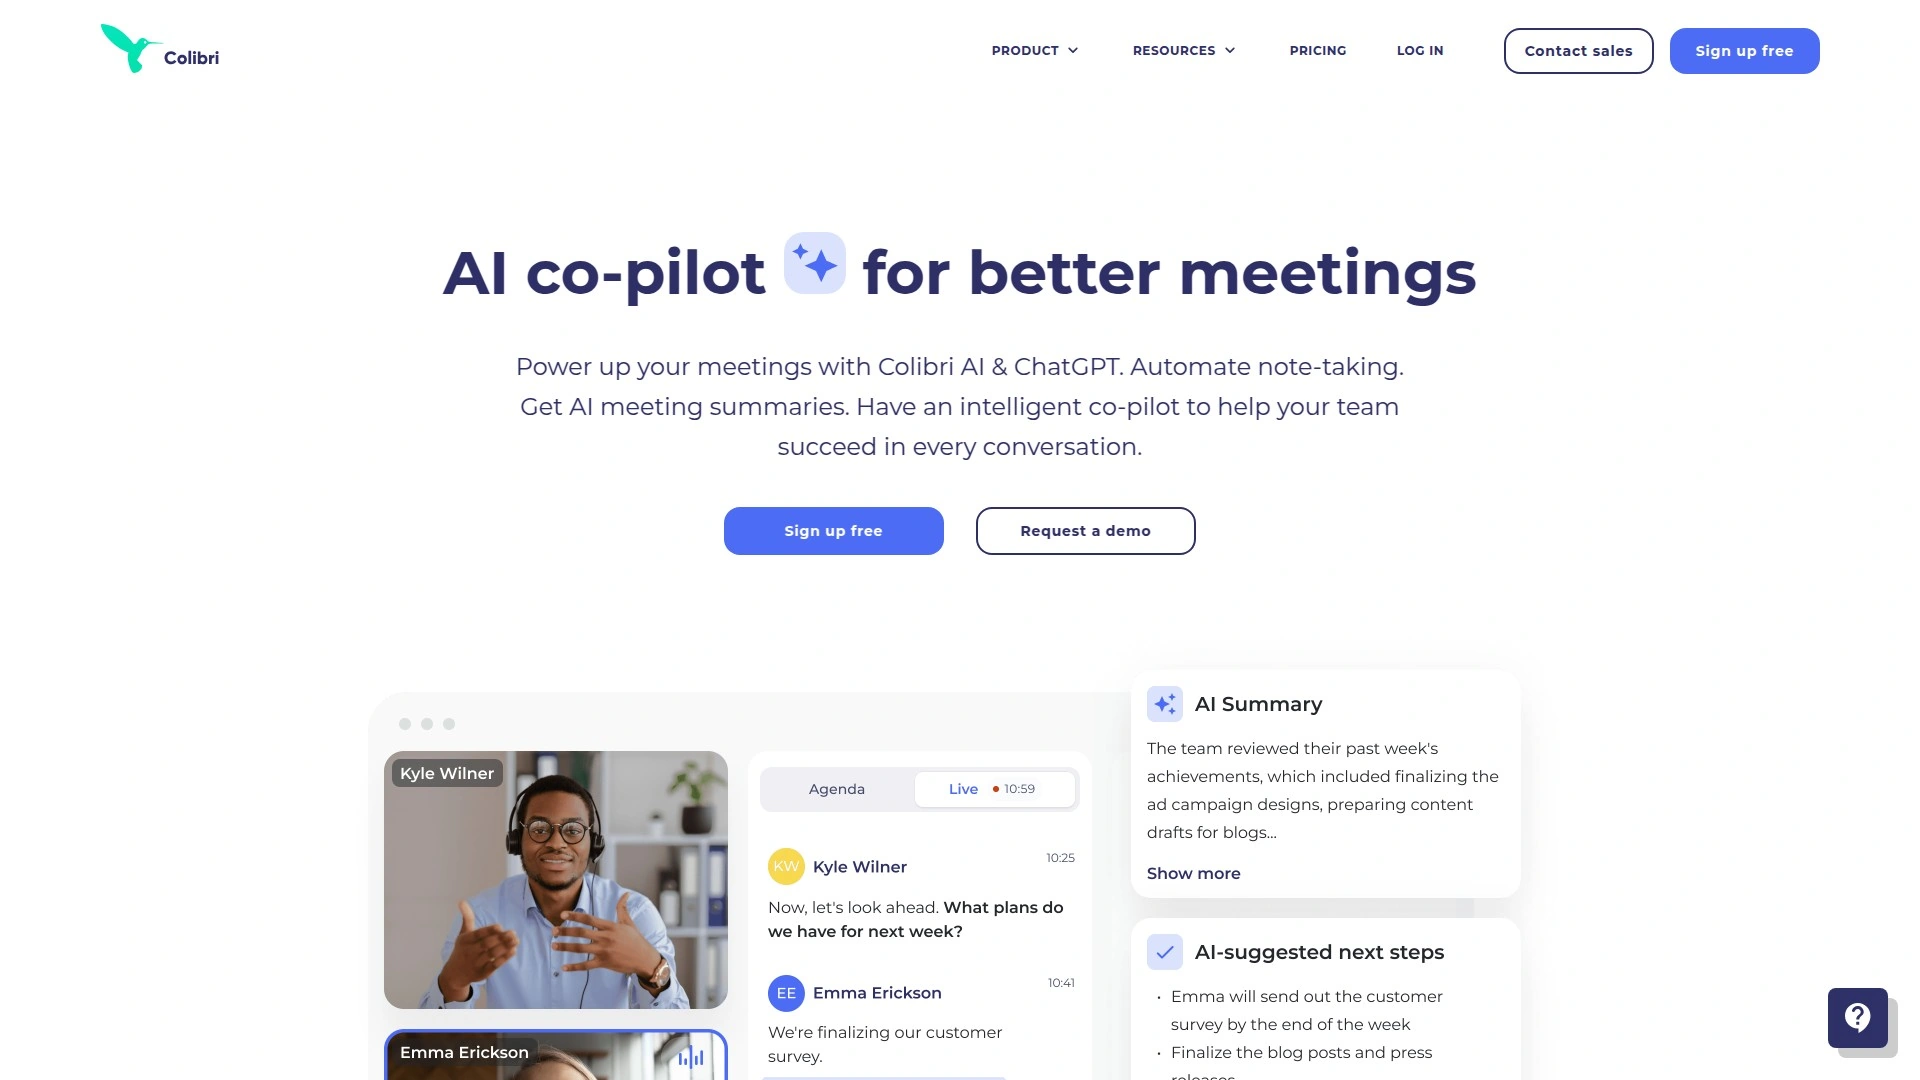 Colibri
PRODUCT
RESOURCES
PRICING
LOG IN
Contact sales
Sign up free
AI co-pilot for better meetings
Power up your meetings with Colibri AI & ChatGPT. Automate note-taking.
Get AI meeting summaries. Have an intelligent co-pilot to help your team
succeed in every conversation.
Sign up free
Request a demo
Kyle Wilner
Emma Erickson
Agenda
Live 10:59
KW Kyle Wilner 10:25
Now, let's look ahead. What plans do
we have for next week?
EE Emma Erickson 10:41
We're finalizing our customer
survey.
AI Summary
The team reviewed their past week's
achievements, which included finalizing the
ad campaign designs, preparing content
drafts for blogs...
Show more
AI-suggested next steps
· Emma will send out the customer
survey by the end of the week
· Finalize the blog posts and press
releases